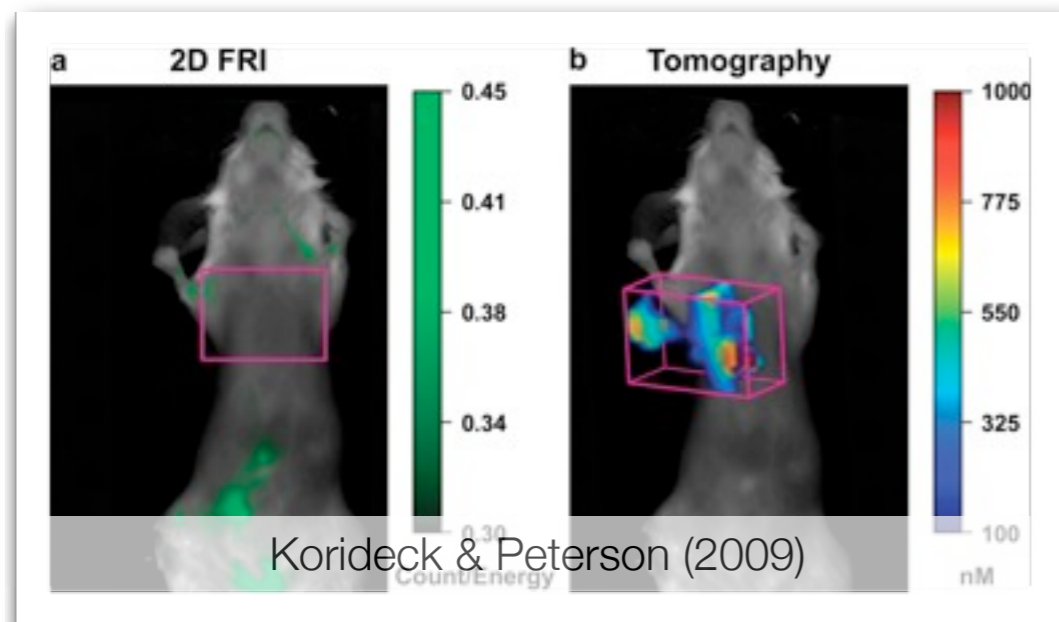 a 2D FRI
b Tomography
0.45
0.41
0.38
0.34
0.30
Count/Energy
1000
775
550
325
100
nM
Korideck & Peterson (2009)